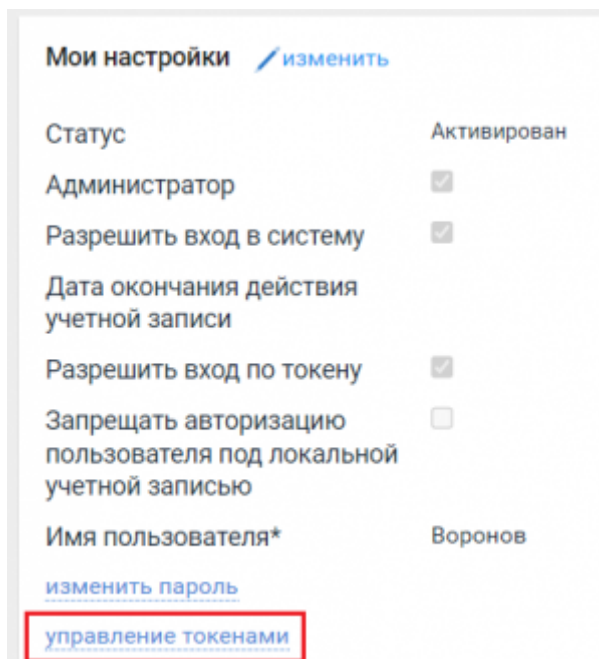 Мои настройки изменить
Статус Активирован
Администратор
Разрешить вход в систему
Дата окончания действия
учетной записи
Разрешить вход по токену
Запрещать авторизацию
пользователя под локальной
учетной записью
Имя пользователя* Воронов
изменить пароль
управление токенами